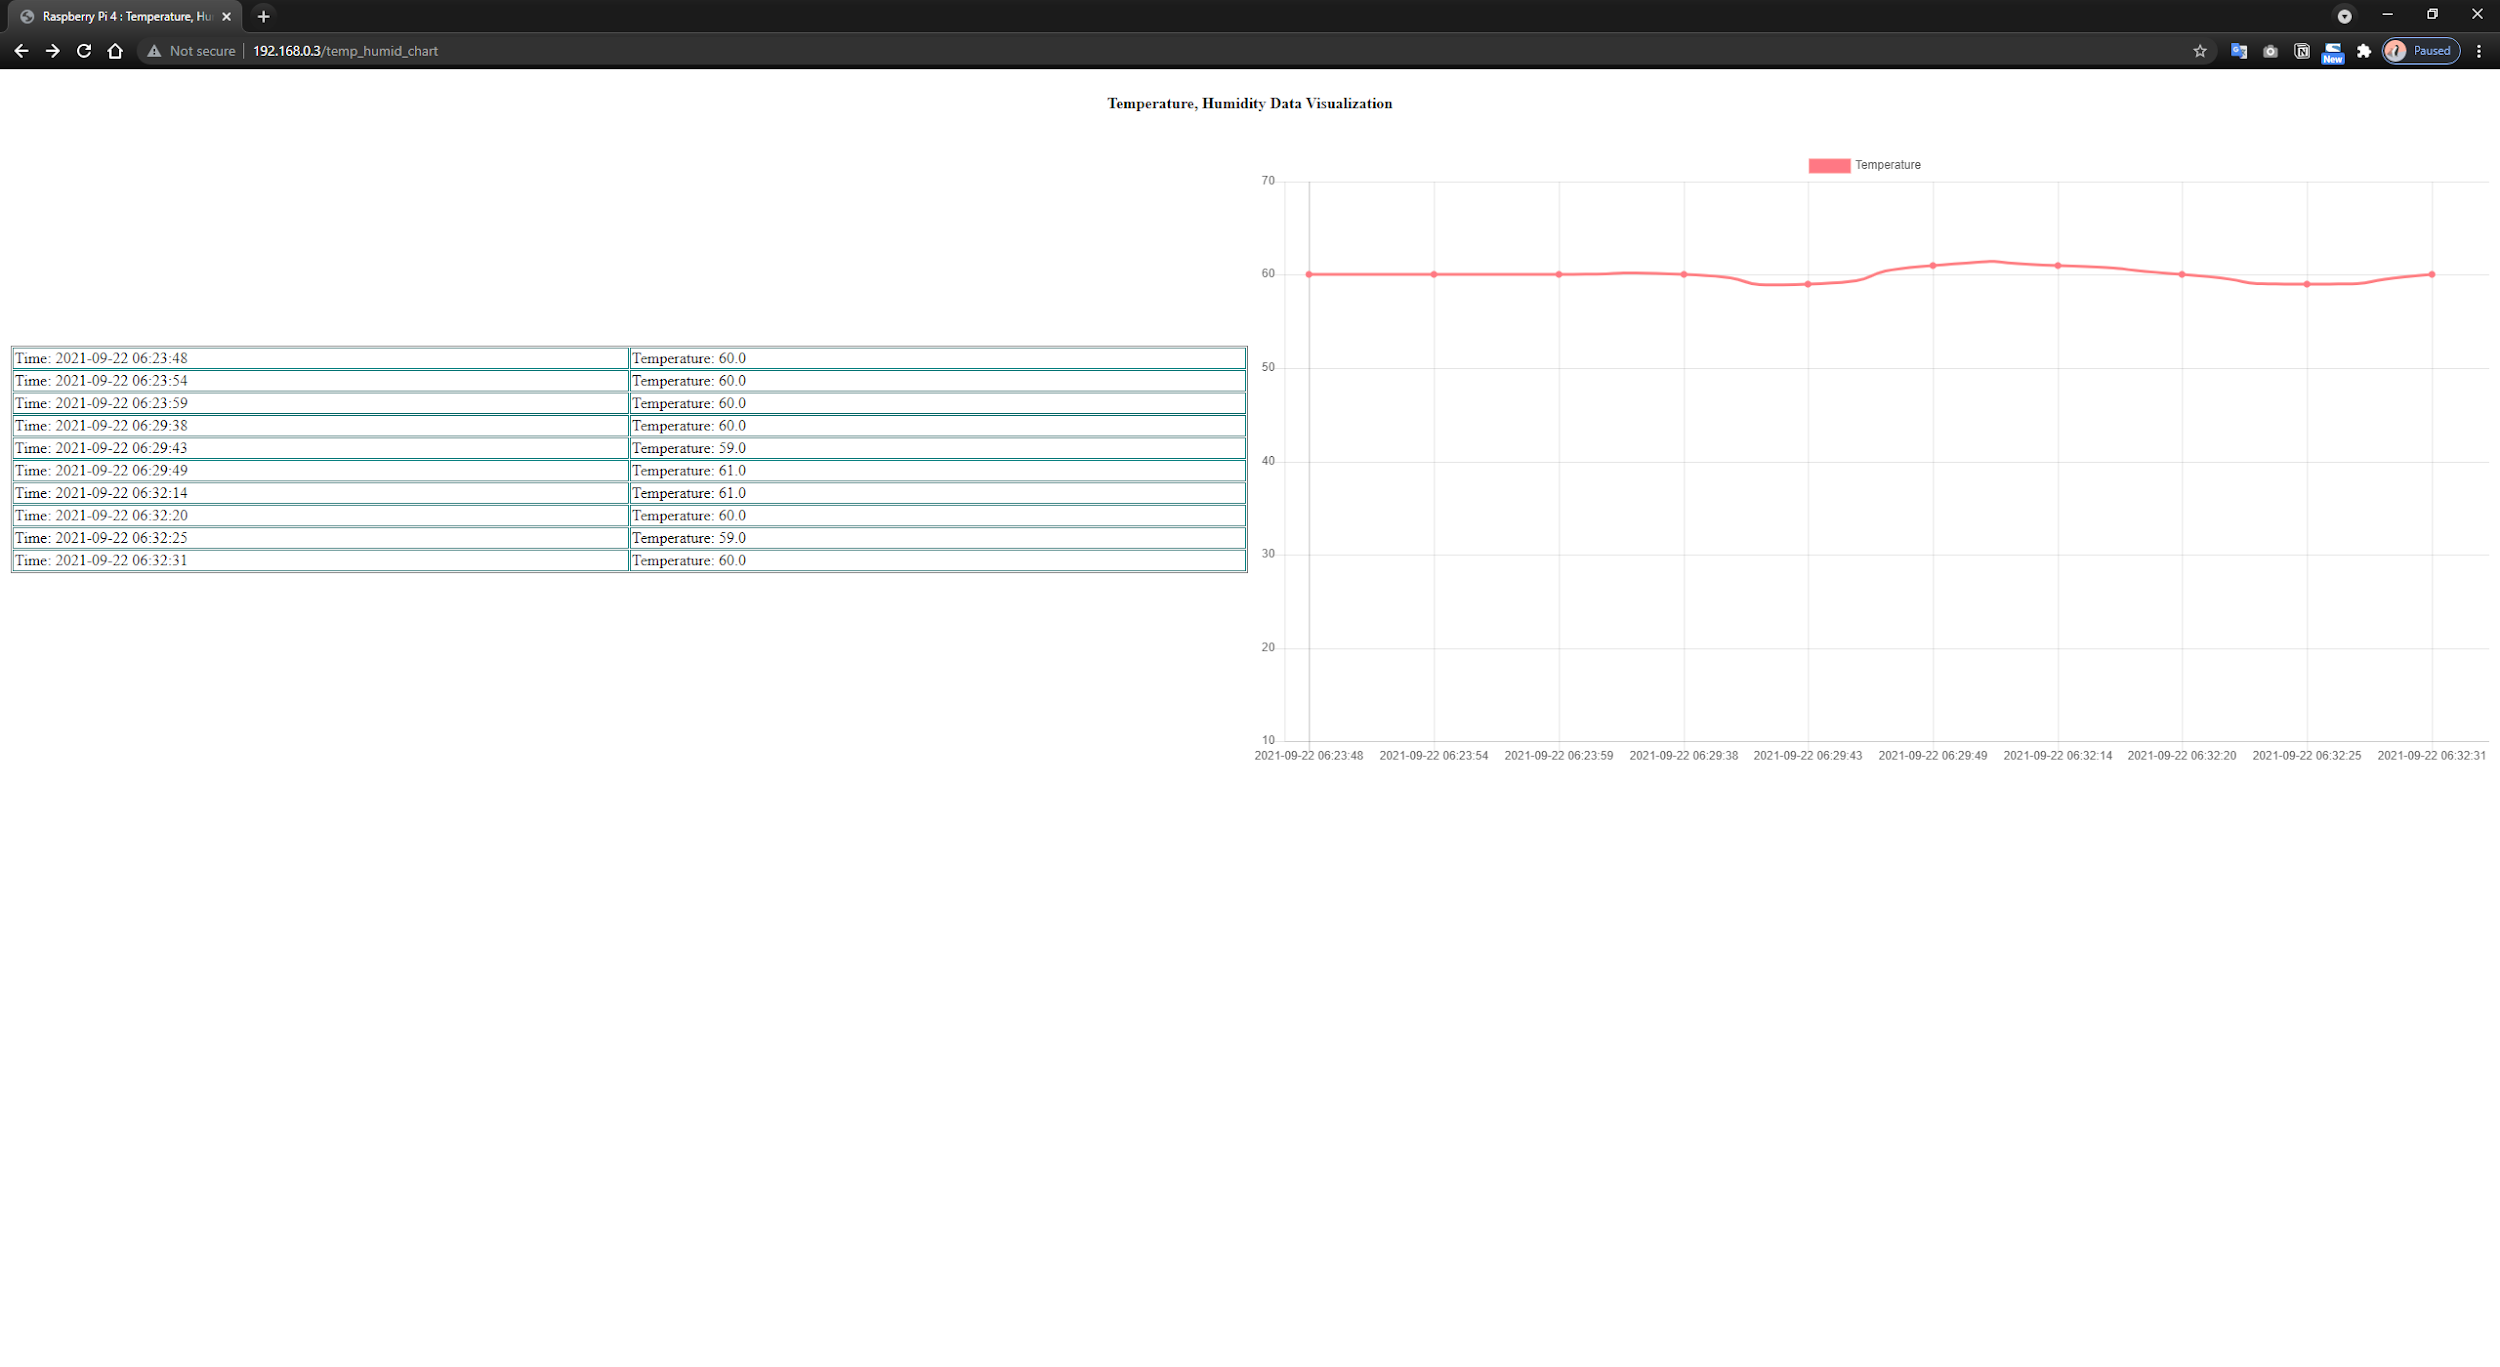 Raspberry Pi 4 : Temperature, Hu
Not secure
192.168.0.3/temp_humid_chart
New
Paused
Temperature, Humidity Data Visualization
Time: 2021-09-22 06:23:48 Temperature: 60.0
Time: 2021-09-22 06:23:54 Temperature: 60.0
Time: 2021-09-22 06:23:59 Temperature: 60.0
Time: 2021-09-22 06:29:38 Temperature: 60.0
Time: 2021-09-22 06:29:43 Temperature: 59.0
Time: 2021-09-22 06:29:49 Temperature: 61.0
Time: 2021-09-22 06:32:14 Temperature: 61.0
Time: 2021-09-22 06:32:20 Temperature: 60.0
Time: 2021-09-22 06:32:25 Temperature: 59.0
Time: 2021-09-22 06:32:31 Temperature: 60.0
Temperature
70
60
50
40
30
20
10
2021-09-22 06:23:48 2021-09-22 06:23:54 2021-09-22 06:23:59 2021-09-22 06:29:38 2021-09-22 06:29:43 2021-09-22 06:29:49 2021-09-22 06:32:14 2021-09-22 06:32:20 2021-09-22 06:32:25 2021-09-22 06:32:31